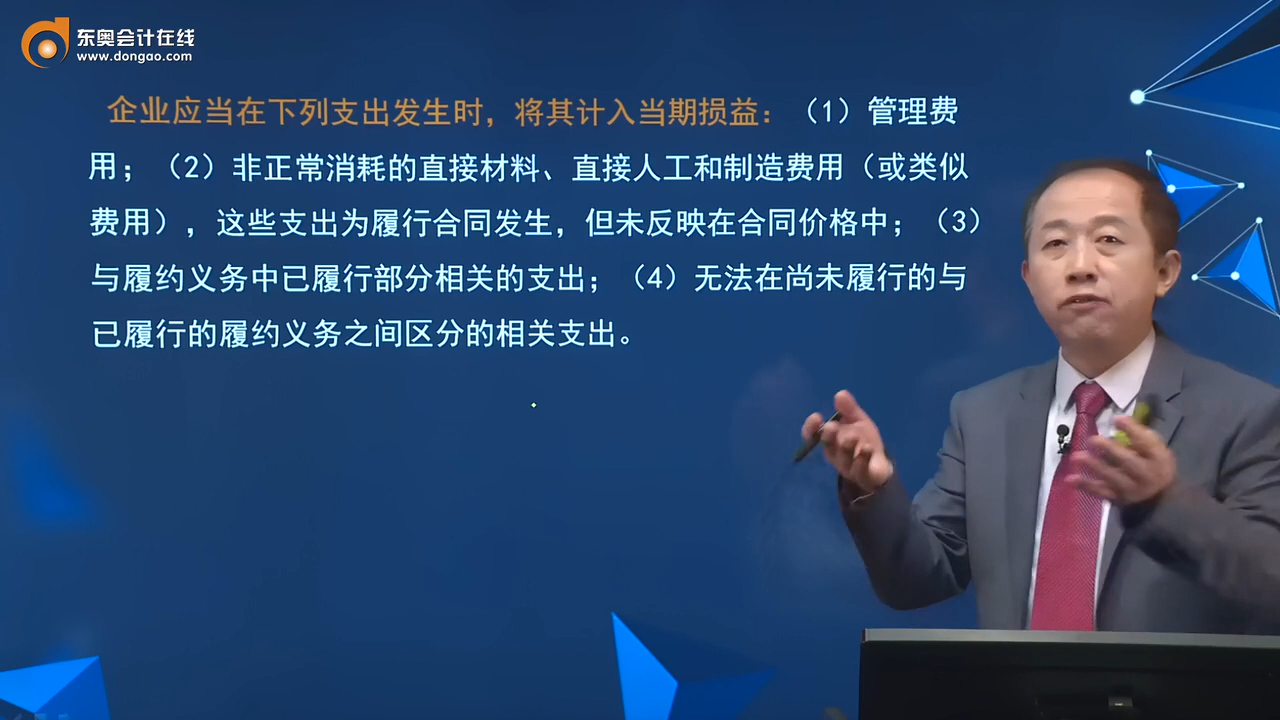 东奥会计在线
www.dongao.com
企业应当在下列支出发生时，将其计入当期损益：（1）管理费
用；（2）非正常消耗的直接材料、直接人工和制造费用（或类似
费用），这些支出为履行合同发生，但未反映在合同价格中；（3）
与履约义务中已履行部分相关的支出；（4）无法在尚未履行的与
已履行的履约义务之间区分的相关支出。